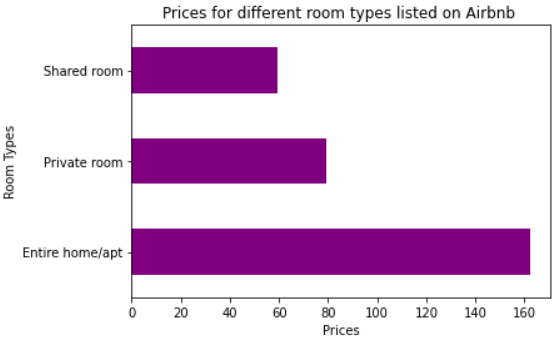 Prices for different room types listed on Airbnb
Room Types
Shared room
Private room
Entire home/apt
0 20 40 60 80 100 120 140 160
Prices